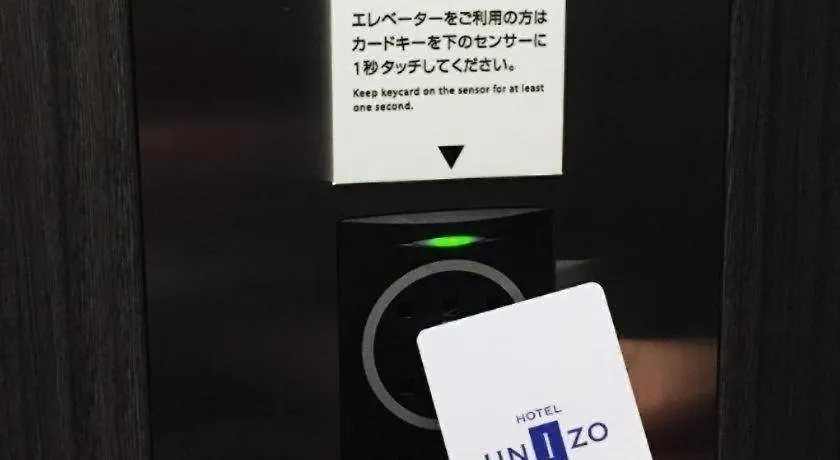 エレベーターをご利用の方は
カードキーを下のセンサーに
1秒タッチしてください。
Keep keycard on the sensor for at least
one second.
HOTEL
UNIZO